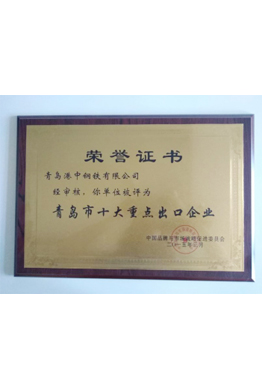 荣誉证书
青岛港中钢铁有限公司
经审核，你单位被评为
青岛市十大重点出口企业